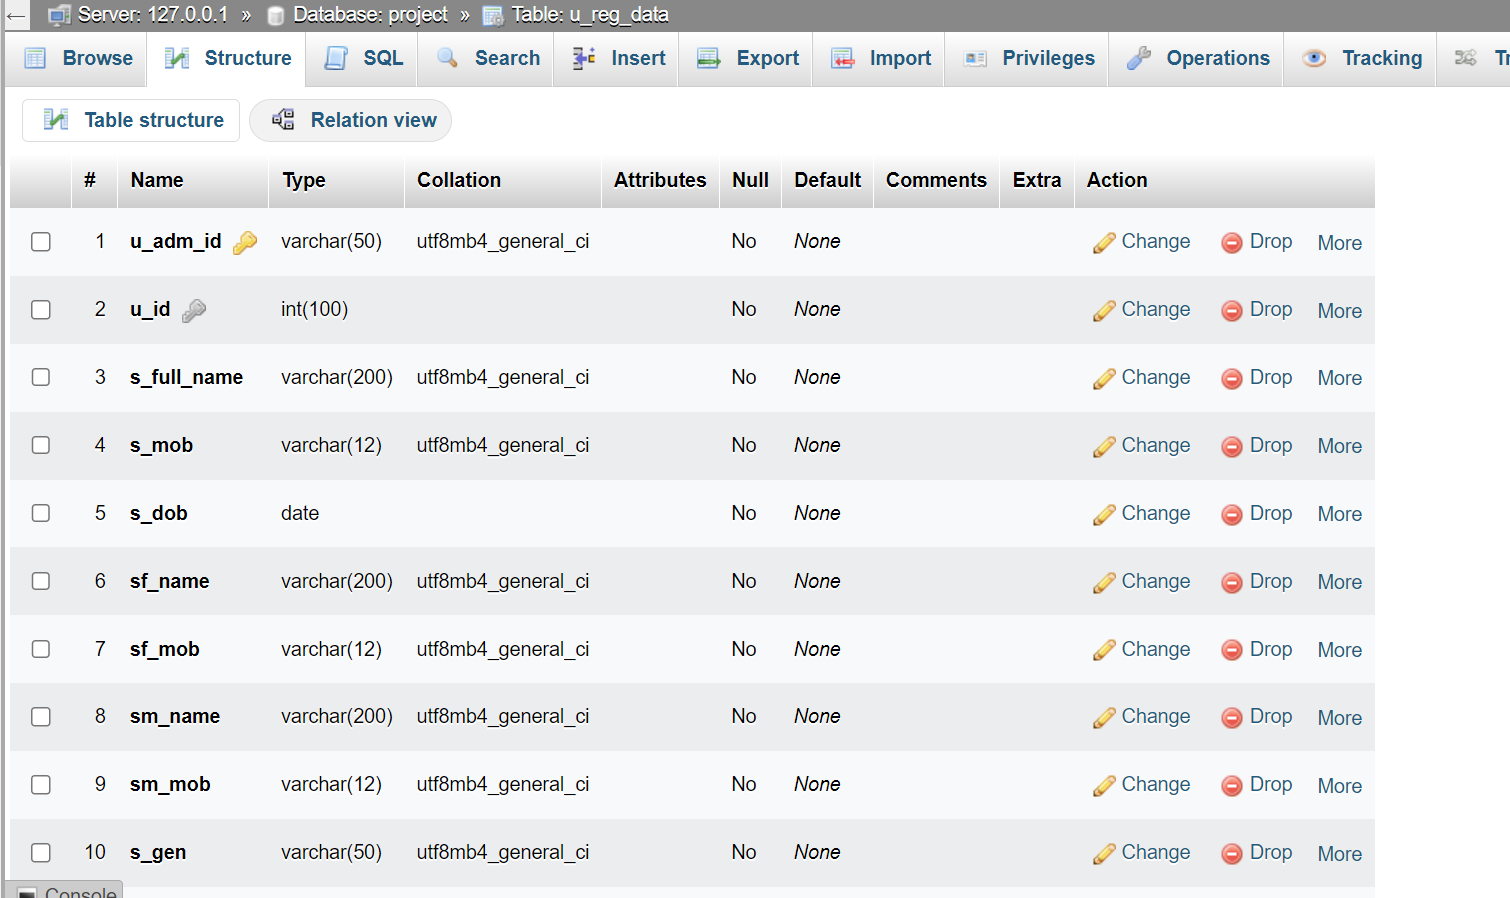 ← Server: 127.0.0.1 » Database: project » Table: u_reg_data
Browse Structure SQL Search Insert Export Import Privileges Operations Tracking Tr
Table structure Relation view
# Name Type Collation Attributes Null Default Comments Extra Action
1 u_adm_id varchar(50) utf8mb4_general_ci No None Change Drop More
2 u_id int(100) No None Change Drop More
3 s_full_name varchar(200) utf8mb4_general_ci No None Change Drop More
4 s_mob varchar(12) utf8mb4_general_ci No None Change Drop More
5 s_dob date No None Change Drop More
6 sf_name varchar(200) utf8mb4_general_ci No None Change Drop More
7 sf_mob varchar(12) utf8mb4_general_ci No None Change Drop More
8 sm_name varchar(200) utf8mb4_general_ci No None Change Drop More
9 sm_mob varchar(12) utf8mb4_general_ci No None Change Drop More
10 s_gen varchar(50) utf8mb4_general_ci No None Change Drop More
Console